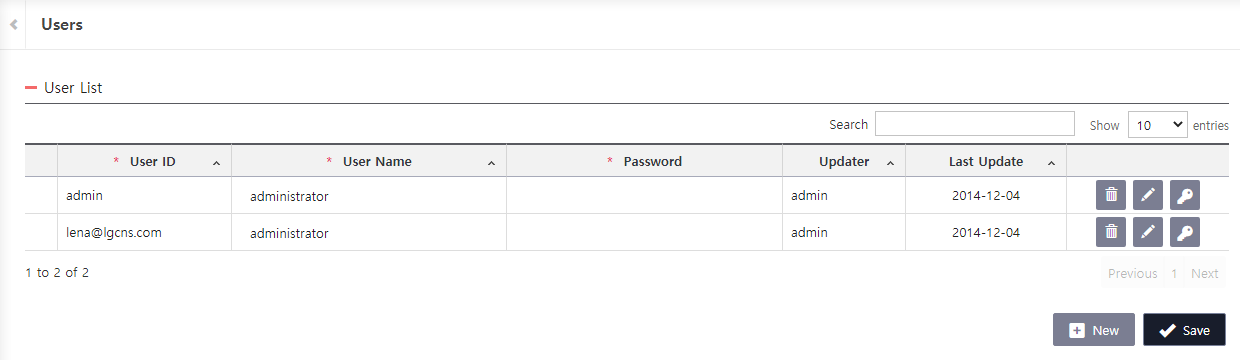 Users
User List
Search Show 10 entries
* User ID * User Name * Password Updater Last Update
admin administrator admin 2014-12-04
lena@lgcns.com administrator admin 2014-12-04
1 to 2 of 2 Previous 1 Next
New Save